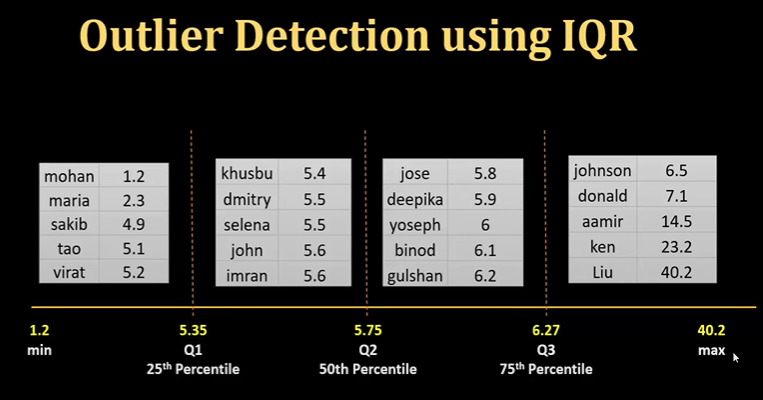 Outlier Detection using IQR
mohan 1.2
maria 2.3
sakib 4.9
tao 5.1
virat 5.2
khusbu 5.4
dmitry 5.5
selena 5.5
john 5.6
imran 5.6
jose 5.8
deepika 5.9
yoseph 6
binod 6.1
gulshan 6.2
johnson 6.5
donald 7.1
aamir 14.5
ken 23.2
Liu 40.2
1.2 5.35 5.75 6.27 40.2
min Q1 Q2 Q3 max
25th Percentile 50th Percentile 75th Percentile